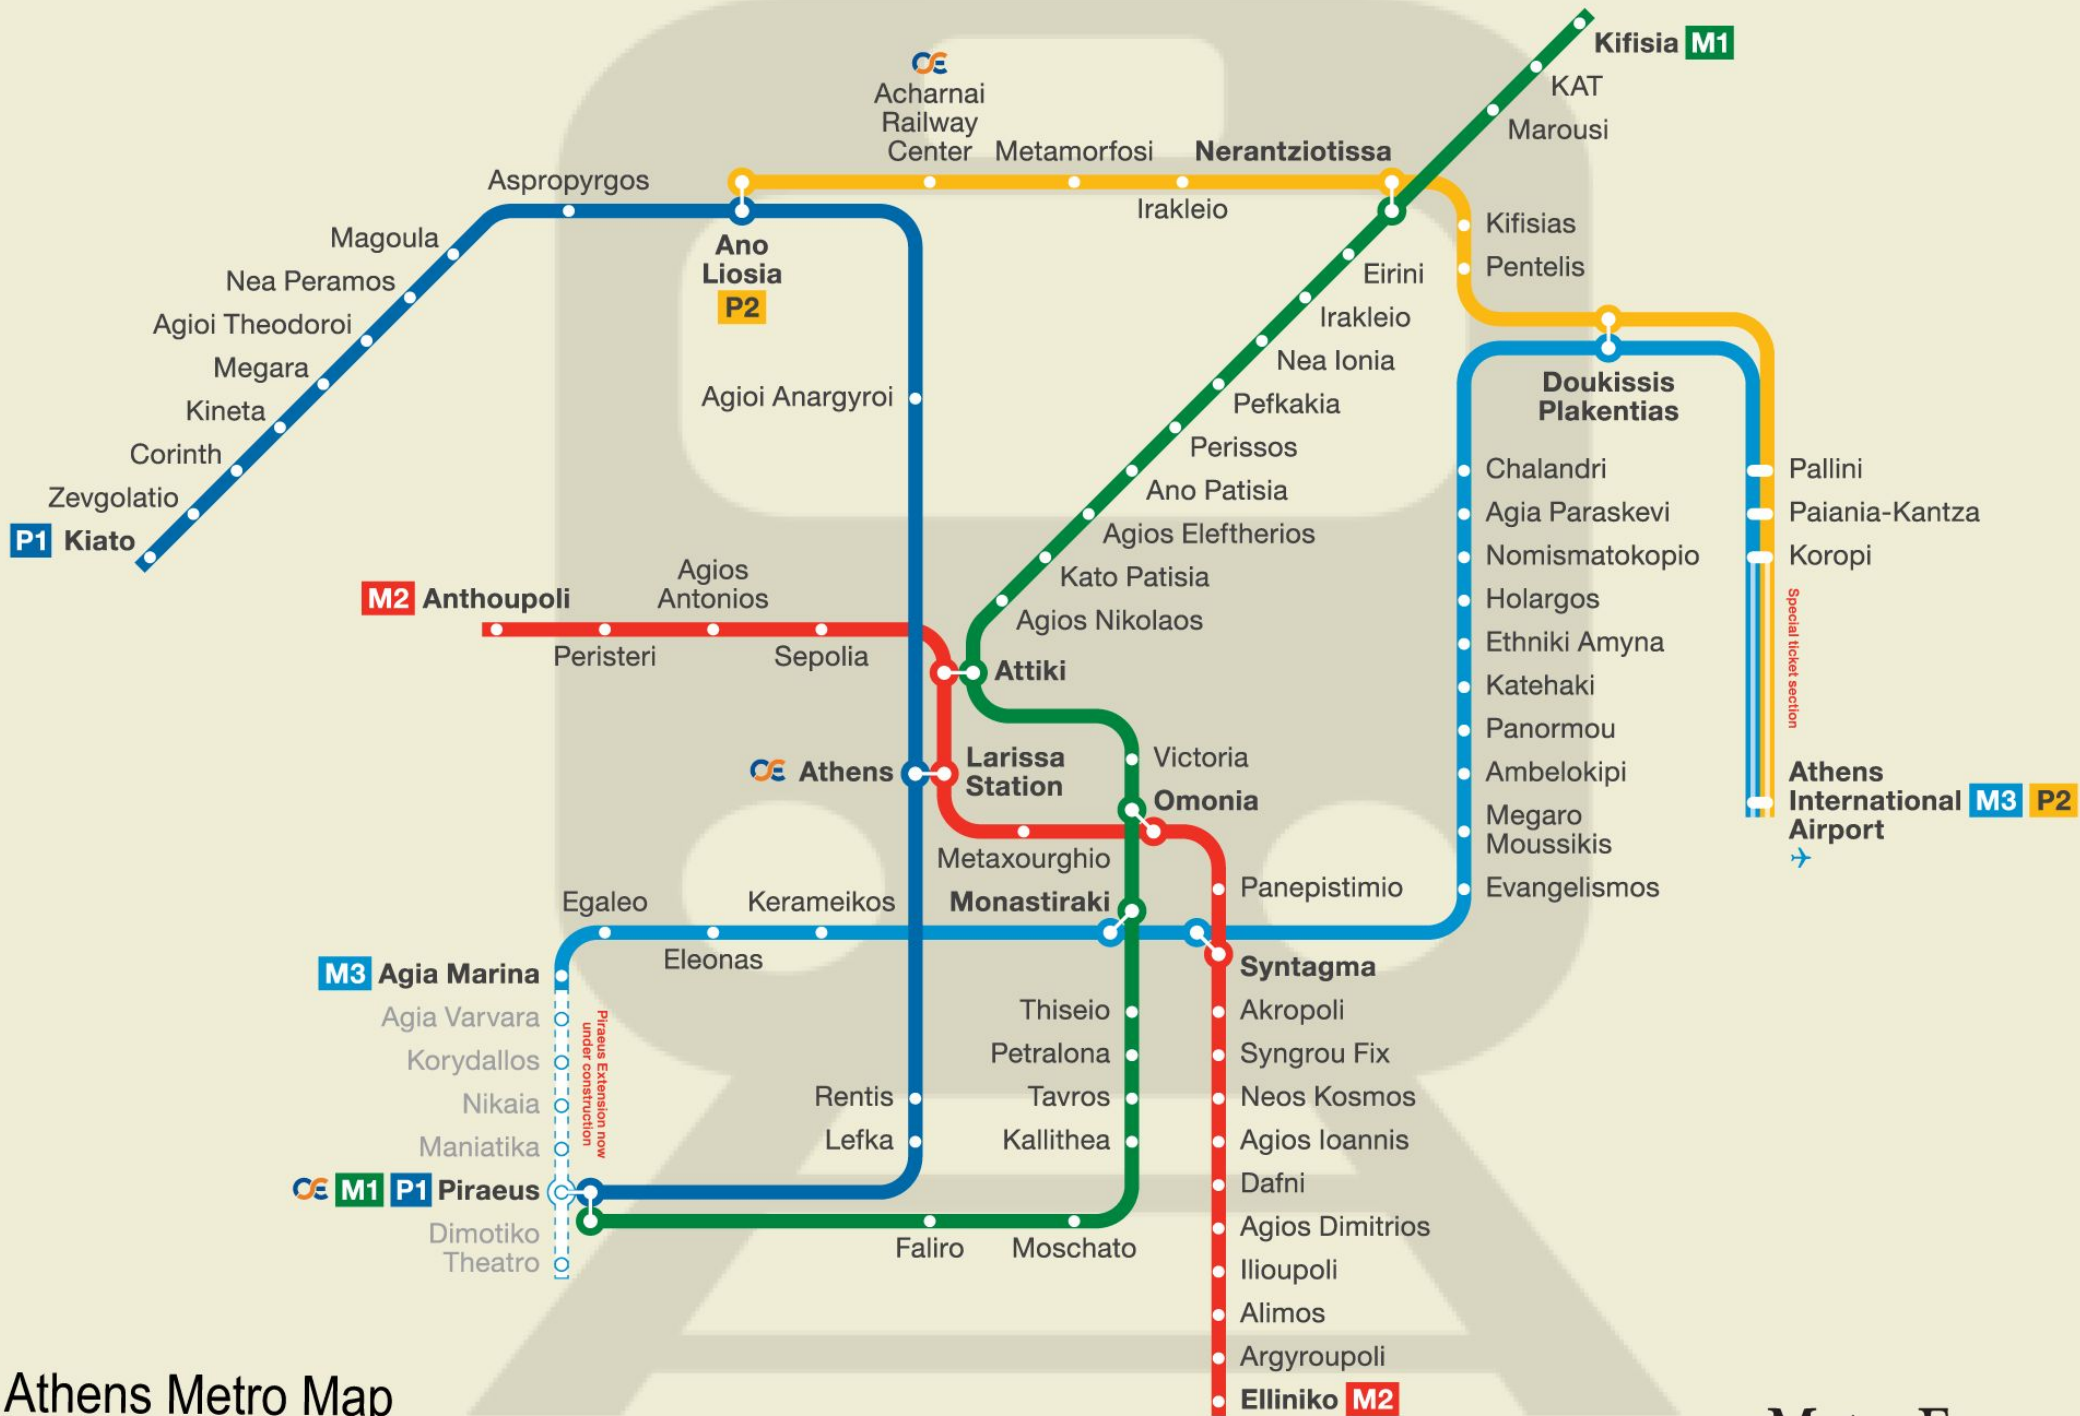 Kifisia M1
KAT
Marousi
OE
Acharnai
Railway
Center
Metamorfosi
Nerantziotissa
Irakleio
Aspropyrgos
Magoula
Nea Peramos
Agioi Theodoroi
Megara
Kineta
Corinth
Zevgolatio
P1 Kiato
Ano
Liosia
P2
Agioi Anargyroi
Kifisias
Pentelis
Eirini
Irakleio
Nea Ionia
Pefkakia
Perissos
Ano Patisia
Agios Eleftherios
Kato Patisia
Agios Nikolaos
Doukissis
Plakentias
Chalandri
Agia Paraskevi
Nomismatokopio
Holargos
Ethniki Amyna
Katehaki
Panormou
Ambelokipi
Megaro
Moussikis
Evangelismos
Pallini
Paiania-Kantza
Koropi
Special ticket section
Athens
International M3 P2
Airport
M2 Anthoupoli
Agios
Antonios
Peristeri
Sepolia
Attiki
OE Athens
Larissa
Station
Victoria
Omonia
Metaxourghio
Panepistimio
Egaleo
Kerameikos
Monastiraki
Eleonas
Syntagma
M3 Agia Marina
Agia Varvara
Korydallos
Nikaia
Maniatika
Piraeus Extension now
under construction
OE M1 P1 Piraeus
Dimotiko
Theatro
Rentis
Lefka
Thiseio
Petralona
Tavros
Kallithea
Faliro
Moschato
Akropoli
Syngrou Fix
Neos Kosmos
Agios Ioannis
Dafni
Agios Dimitrios
Ilioupoli
Alimos
Argyroupoli
Elliniko M2
Athens Metro Map